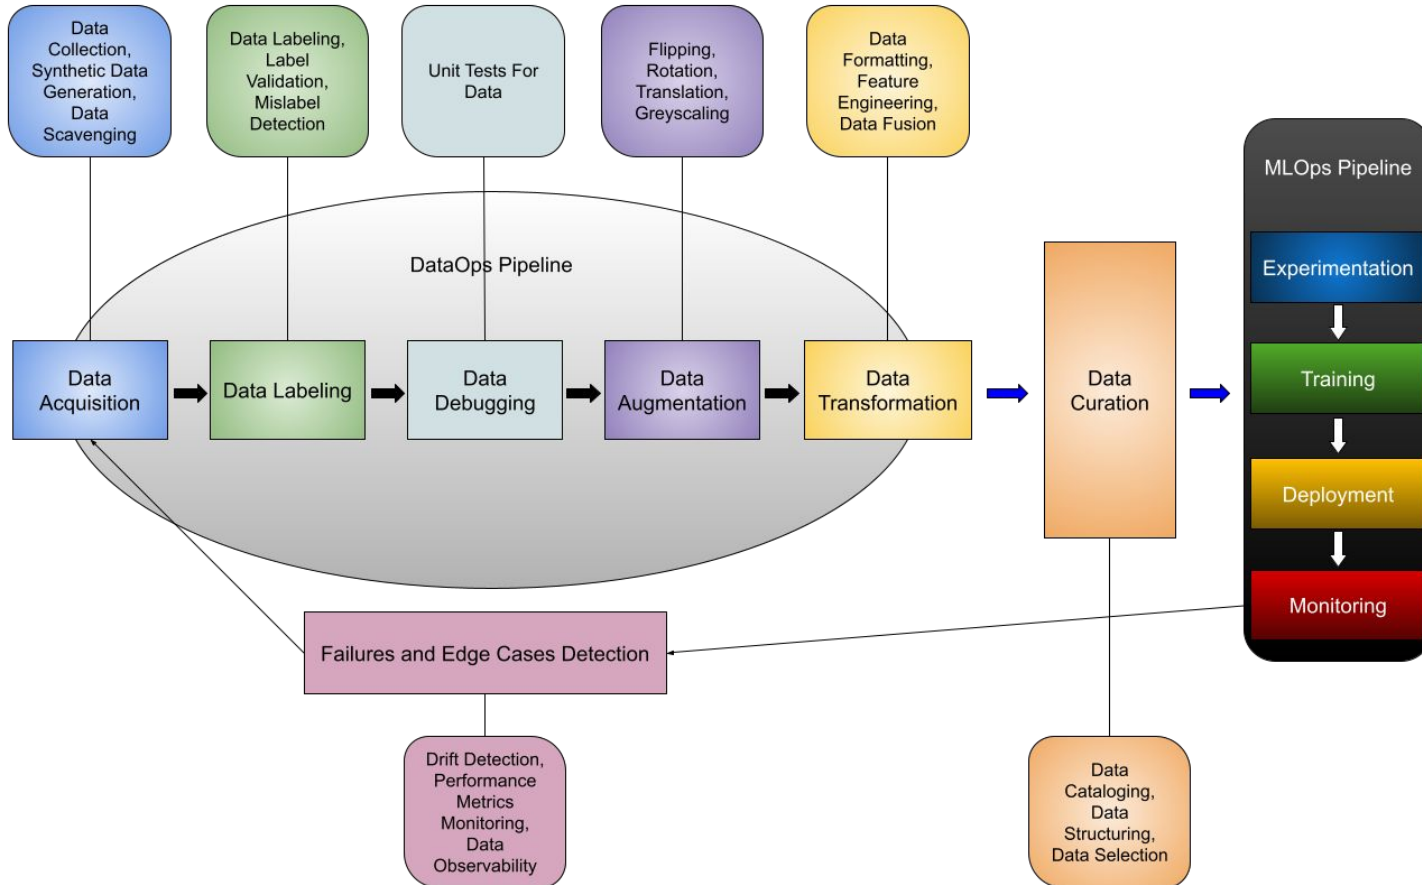 Data
Collection,
Synthetic Data
Generation,
Data
Scavenging
Data Labeling,
Label
Validation,
Mislabel
Detection
Unit Tests For
Data
Flipping,
Rotation,
Translation,
Greyscaling
Data
Formatting,
Feature
Engineering,
Data Fusion
MLOps Pipeline
DataOps Pipeline
Data
Acquisition
Data Labeling
Data
Debugging
Data
Augmentation
Data
Transformation
Data
Curation
Experimentation
Training
Deployment
Monitoring
Failures and Edge Cases Detection
Drift Detection,
Performance
Metrics
Monitoring,
Data
Observability
Data
Cataloging,
Data
Structuring,
Data Selection